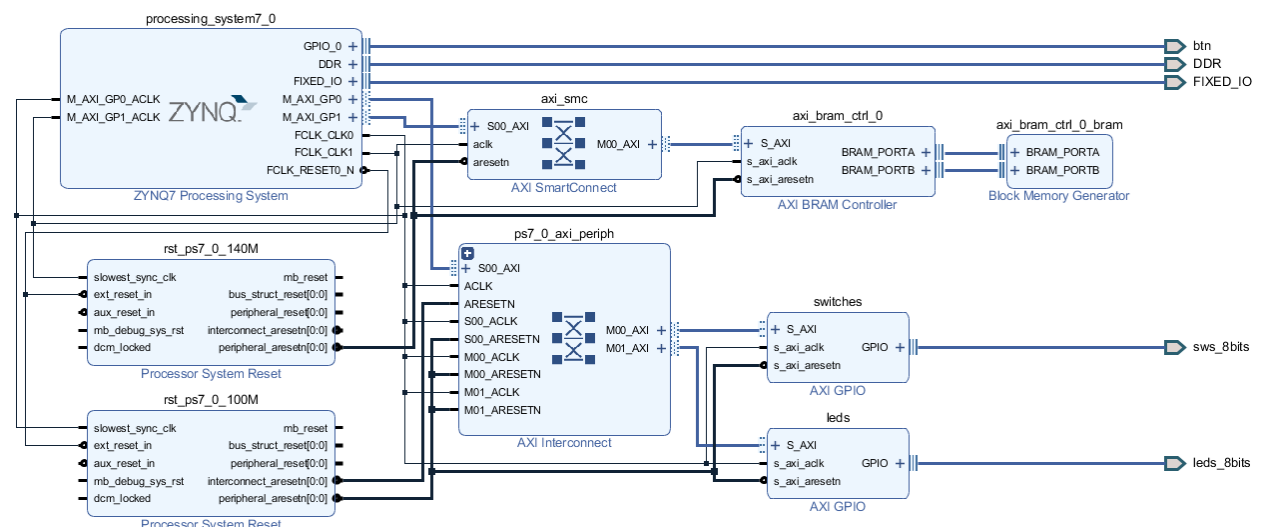 processing_system7_0
GPIO_0
DDR
FIXED_IO
M_AXI_GP0
M_AXI_GP1
FCLK_CLK0
FCLK_CLK1
FCLK_RESET0_N
M_AXI_GP0_ACLK
M_AXI_GP1_ACLK
ZYNQ
ZYNQ7 Processing System
btn
DDR
FIXED_IO
axi_smc
S00_AXI
aclk
aresetn
M00_AXI
AXI SmartConnect
axi_bram_ctrl_0
S_AXI
s_axi_aclk
s_axi_aresetn
BRAM_PORTA
BRAM_PORTB
AXI BRAM Controller
axi_bram_ctrl_0_bram
BRAM_PORTA
BRAM_PORTB
Block Memory Generator
rst_ps7_0_140M
slowest_sync_clk
ext_reset_in
aux_reset_in
mb_debug_sys_rst
dcm_locked
mb_reset
bus_struct_reset[0:0]
peripheral_reset[0:0]
interconnect_aresetn[0:0]
peripheral_aresetn[0:0]
Processor System Reset
ps7_0_axi_periph
S00_AXI
ACLK
ARESETN
S00_ACLK
S00_ARESETN
M00_ACLK
M00_ARESETN
M01_ACLK
M01_ARESETN
M00_AXI
M01_AXI
AXI Interconnect
switches
S_AXI
s_axi_aclk
s_axi_aresetn
GPIO
AXI GPIO
sws_8bits
rst_ps7_0_100M
slowest_sync_clk
ext_reset_in
aux_reset_in
mb_debug_sys_rst
dcm_locked
mb_reset
bus_struct_reset[0:0]
peripheral_reset[0:0]
interconnect_aresetn[0:0]
peripheral_aresetn[0:0]
Processor System Reset
leds
S_AXI
s_axi_aclk
s_axi_aresetn
GPIO
AXI GPIO
leds_8bits